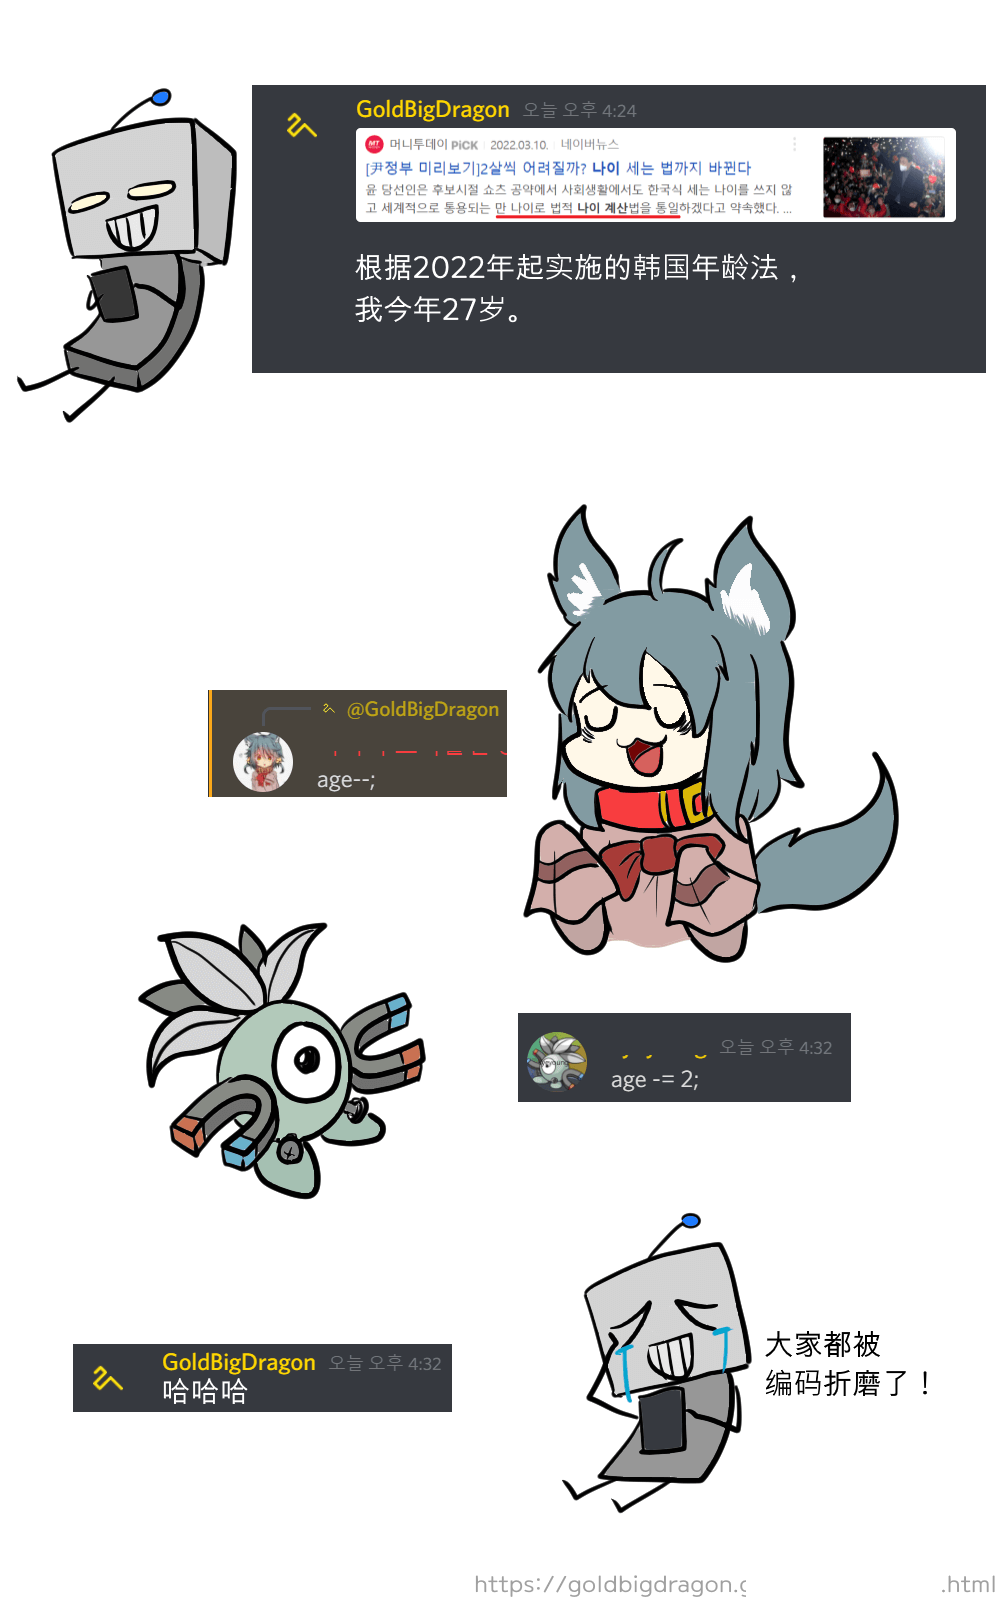 GoldBigDragon 오늘 오후 4:24
머니투데이 PiCK 2022.03.10. 네이버뉴스
[尹정부 미리보기]2살씩 어려질까? 나이 세는 법까지 바뀐다
윤 당선인은 후보시절 쇼츠 공약에서 사회생활에서도 한국식 세는 나이를 쓰지 않
고 세계적으로 통용되는 만 나이로 법적 나이 계산법을 통일하겠다고 약속했다. ...
根据2022年起实施的韩国年龄法，
我今年27岁。
@GoldBigDragon
age--;
오늘 오후 4:32
age -= 2;
GoldBigDragon 오늘 오후 4:32
哈哈哈
大家都被
编码折磨了！
https://goldbigdragon.g .html